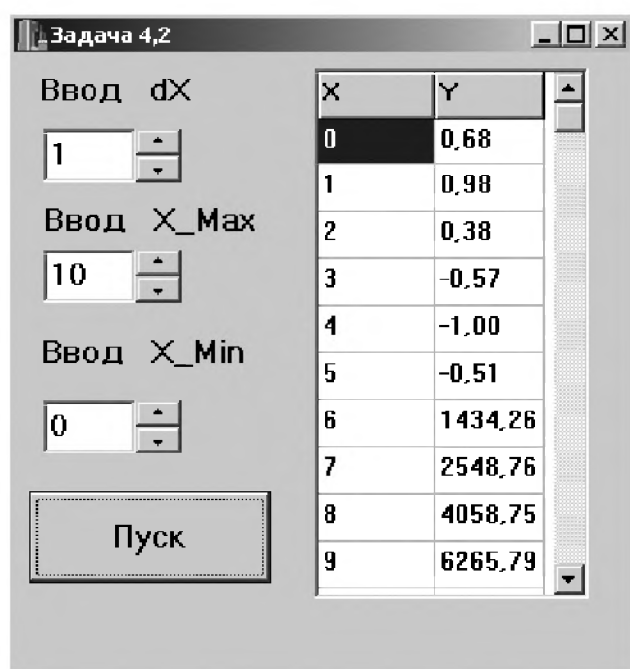 Задача 4,2
Ввод dX
1
Ввод X_Max
10
Ввод X_Min
0
Пуск
X Y
0 0,68
1 0,98
2 0,38
3 -0,57
4 -1,00
5 -0,51
6 1434,26
7 2548,76
8 4058,75
9 6265,79